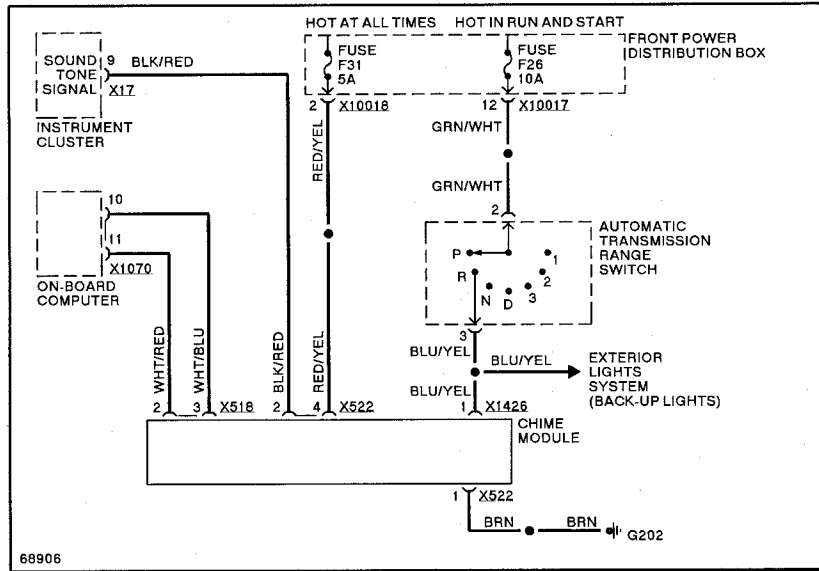 HOT AT ALL TIMES
HOT IN RUN AND START
FRONT POWER
DISTRIBUTION BOX
FUSE
F31
5A
FUSE
F26
10A
SOUND
TONE
SIGNAL
9
BLK/RED
X17
INSTRUMENT
CLUSTER
2
X10018
12
X10017
RED/YEL
GRN/WHT
GRN/WHT
2
10
11
X1070
ON-BOARD
COMPUTER
AUTOMATIC
TRANSMISSION
RANGE
SWITCH
P
R
N
D
3
2
1
3
WHT/RED
WHT/BLU
BLK/RED
RED/YEL
BLU/YEL
BLU/YEL
BLU/YEL
EXTERIOR
LIGHTS
SYSTEM
(BACK-UP LIGHTS)
2
3
X518
2
4
X522
1
X1426
CHIME
MODULE
1
X522
BRN
BRN
G202
68906